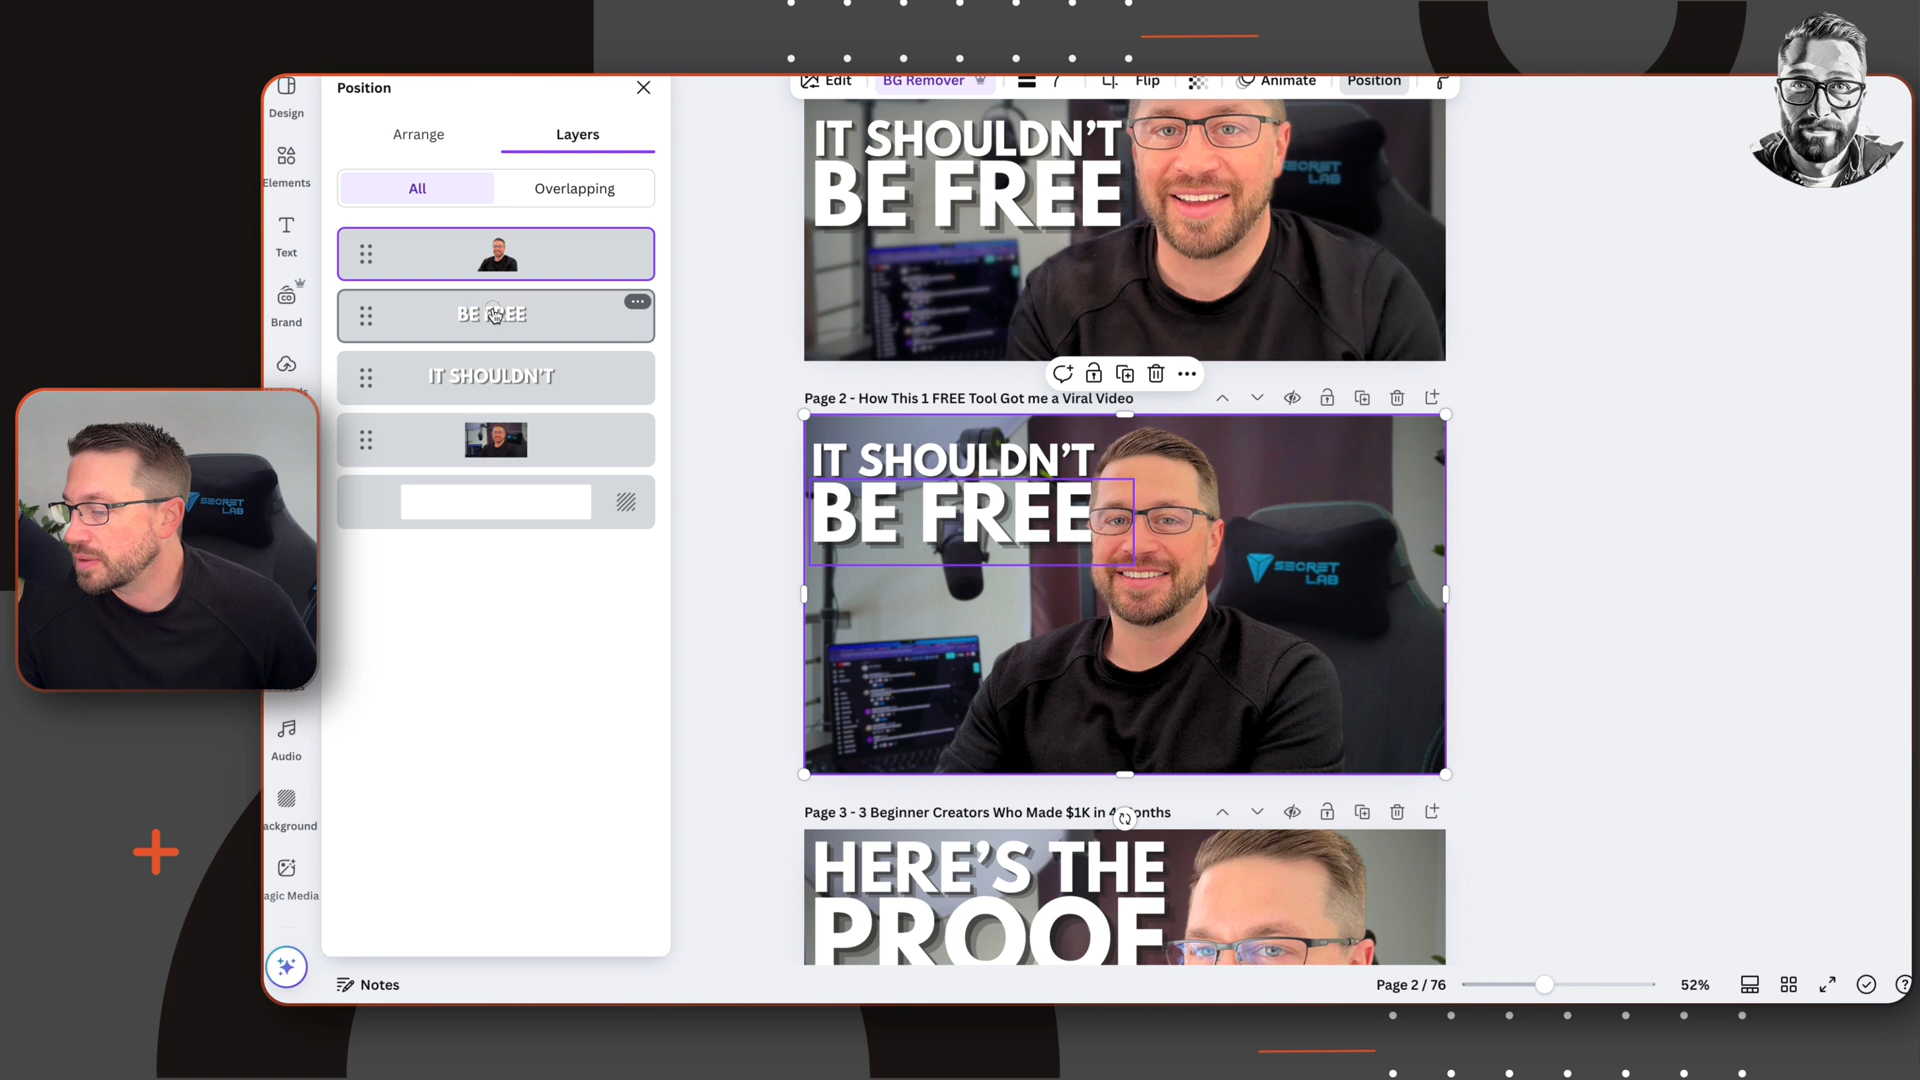 Position
Arrange
Layers
All
Overlapping
BE FREE
IT SHOULDN'T
Design
Elements
Text
Brand
Audio
ackground
agic Media
Notes
Edit
BG Remover
Flip
Animate
Position
IT SHOULDN'T
BE FREE
SECRET
LAB
Page 2 - How This 1 FREE Tool Got me a Viral Video
IT SHOULDN'T
BE FREE
SECRET
LAB
Page 3 - 3 Beginner Creators Who Made $1K in 4 Months
HERE'S THE
PROOF
Page 2 / 76
52%
SECRET
LAB